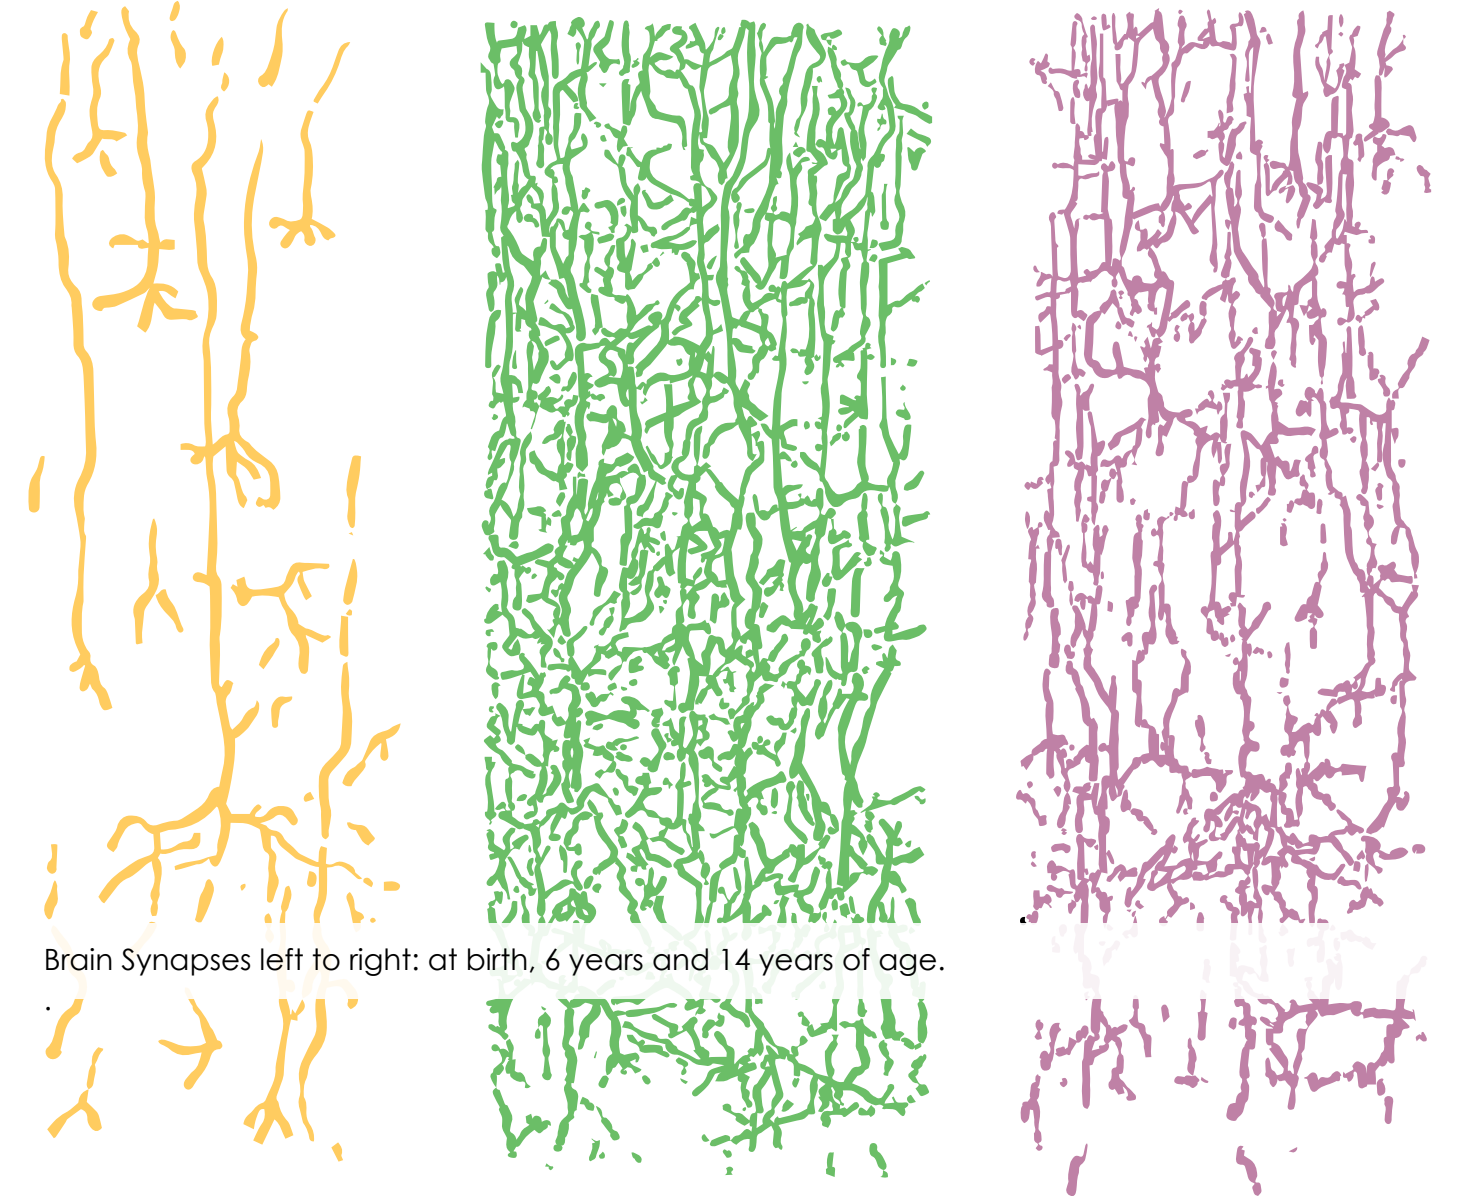 Brain Synapses left to right: at birth, 6 years and 14 years of age.
.